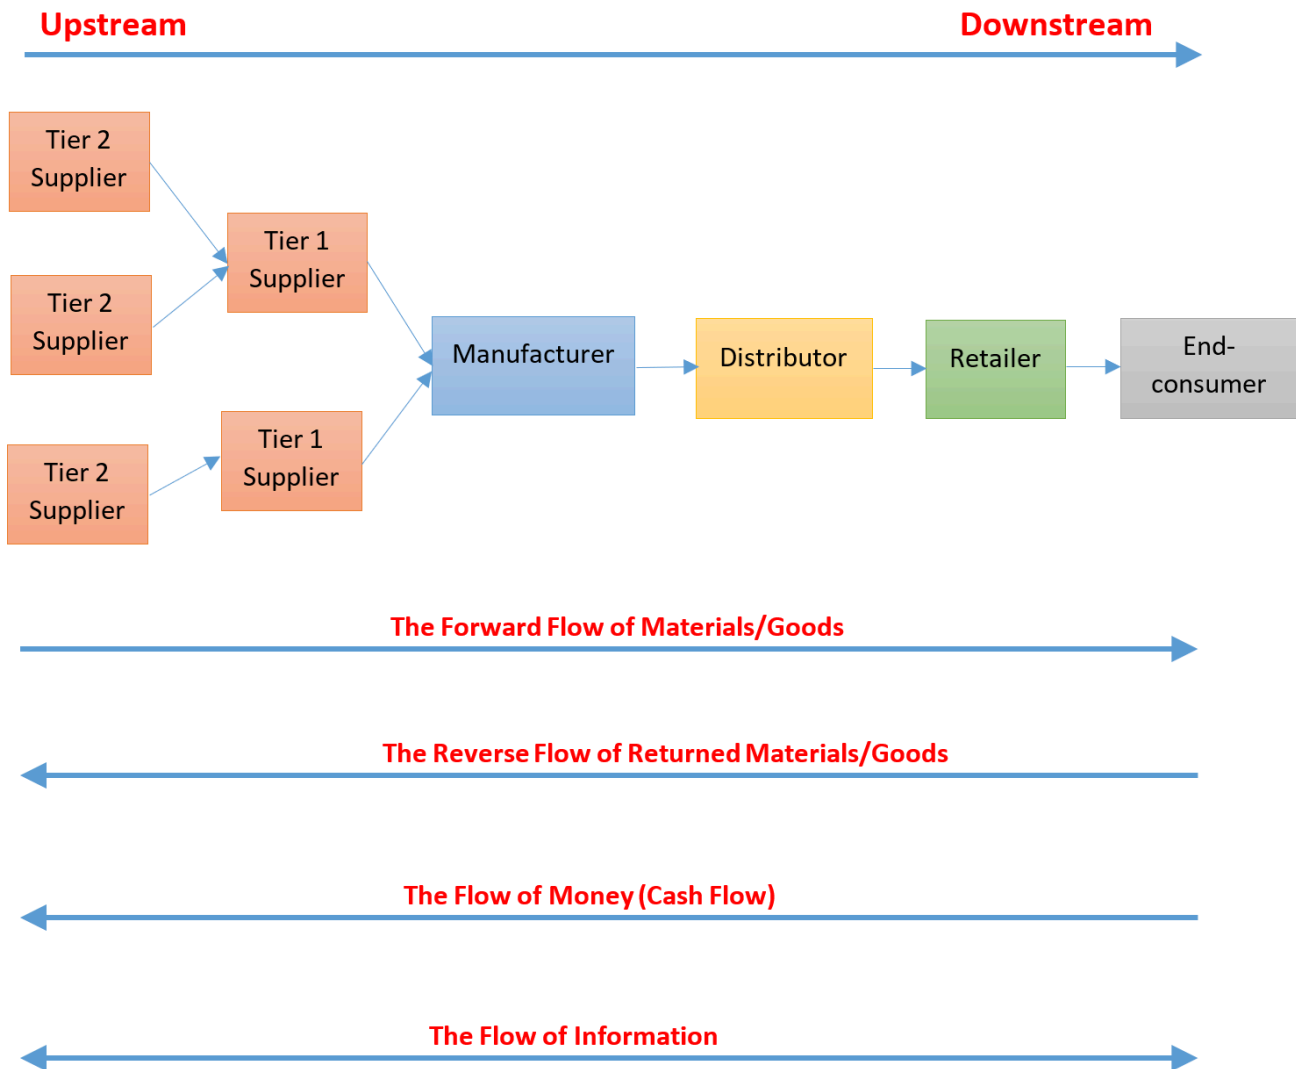 Upstream
Downstream
Tier 2
Supplier
Tier 1
Supplier
Tier 2
Supplier
Manufacturer
Distributor
Retailer
End-
consumer
Tier 1
Supplier
Tier 2
Supplier
The Forward Flow of Materials/Goods
The Reverse Flow of Returned Materials/Goods
The Flow of Money (Cash Flow)
The Flow of Information